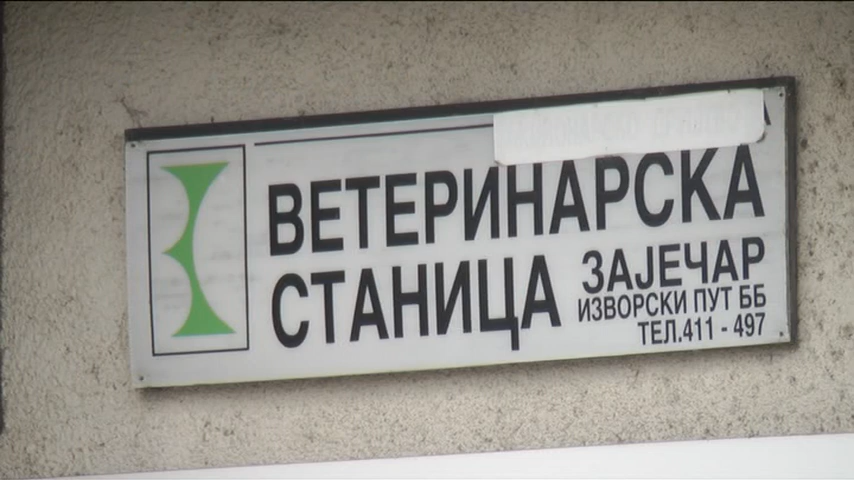 ВЕТЕРИНАРСКА
СТАНИЦА ЗАЈЕЧАР
ИЗВОРСКИ ПУТ ББ
ТЕЛ.411 - 497